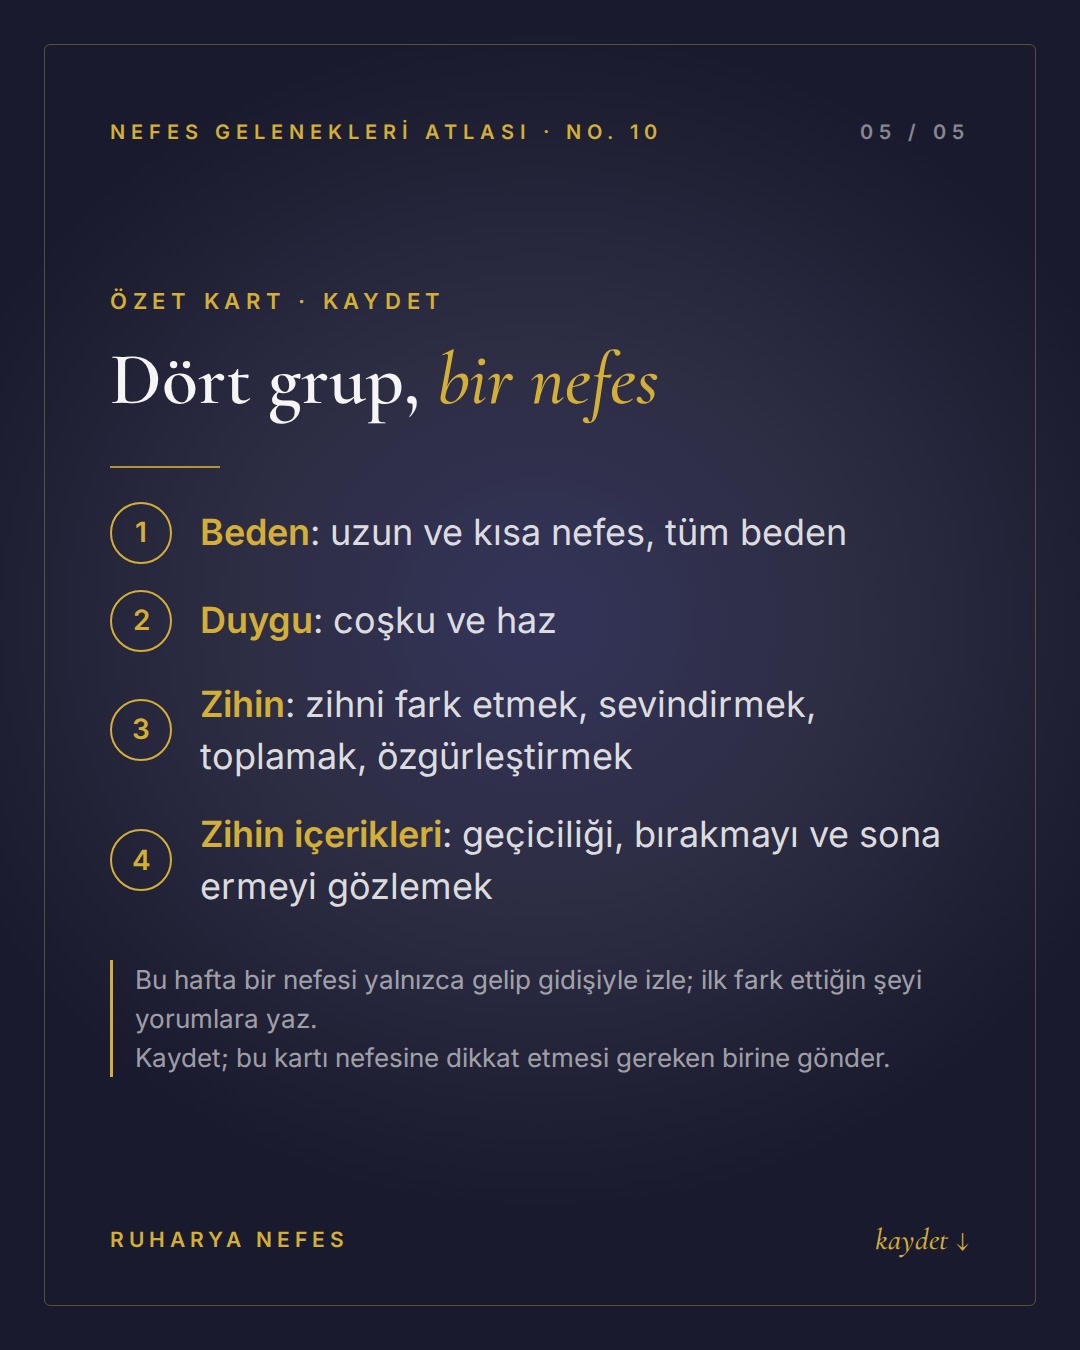 NEFES GELENEKLERİ ATLASI · NO. 10
05 / 05
ÖZET KART · KAYDET
Dört grup, bir nefes
1 Beden: uzun ve kısa nefes, tüm beden
2 Duygu: coşku ve haz
3 Zihin: zihni fark etmek, sevindirmek,
toplamak, özgürleştirmek
4 Zihin içerikleri: geçiciliği, bırakmayı ve sona
ermeyi gözlemek
Bu hafta bir nefesi yalnızca gelip gidişiyle izle; ilk fark ettiğin şeyi
yorumlara yaz.
Kaydet; bu kartı nefesine dikkat etmesi gereken birine gönder.
RUHARYA NEFES
kaydet ↓